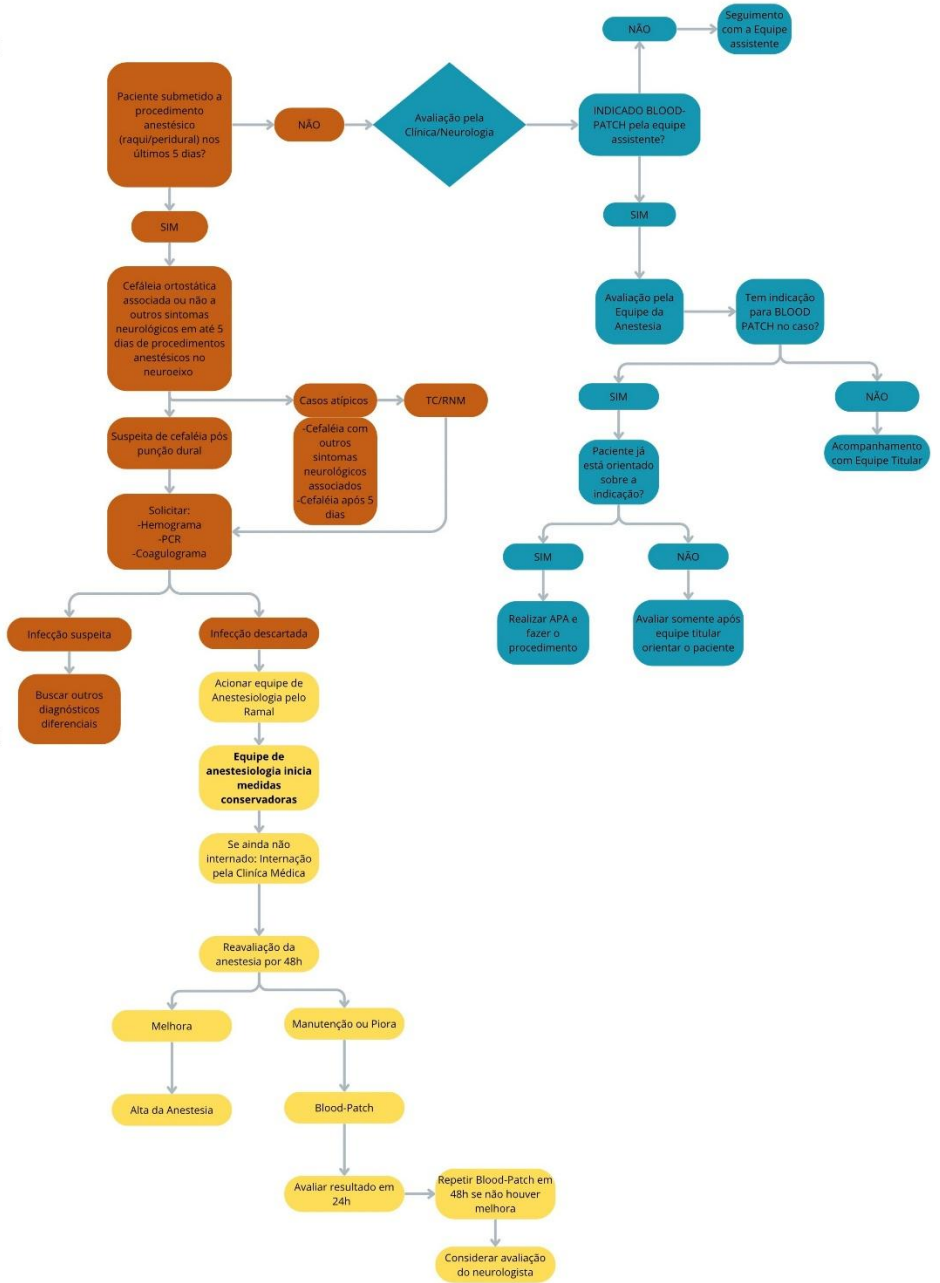 Paciente submetido a
procedimento
anestésico
(raqui/peridural) nos
últimos 5 dias?
NÃO
Avaliação pela
Clínica/Neurologia
INDICADO BLOOD-
PATCH pela equipe
assistente?
NÃO
Seguimento
com a Equipe
assistente
SIM
Avaliação pela
Equipe da
Anestesia
Tem indicação
para BLOOD
PATCH no caso?
SIM
NÃO
Paciente já
está orientado
sobre a
indicação?
Acompanhamento
com Equipe Titular
SIM
NÃO
Realizar APA e
fazer o
procedimento
Avaliar somente após
equipe titular
orientar o paciente
SIM
Cefáleia ortostática
associada ou não a
outros sintomas
neurológicos em até 5
dias de procedimentos
anestésicos no
neuroeixo
Casos atípicos
TC/RNM
-Cefaléia com
outros
sintomas
neurológicos
associados
-Cefaléia após 5
dias
Suspeita de cefaléia pós
punção dural
Solicitar:
-Hemograma
-PCR
-Coagulograma
Infecção suspeita
Infecção descartada
Buscar outros
diagnósticos
diferenciais
Acionar equipe de
Anestesiologia pelo
Ramal
Equipe de
anestesiologia inicia
medidas
conservadoras
Se ainda não
internado: Internação
pela Cliníca Médica
Reavaliação da
anestesia por 48h
Melhora
Manutenção ou Piora
Alta da Anestesia
Blood-Patch
Avaliar resultado em
24h
Repetir Blood-Patch em
48h se não houver
melhora
Considerar avaliação
do neurologista